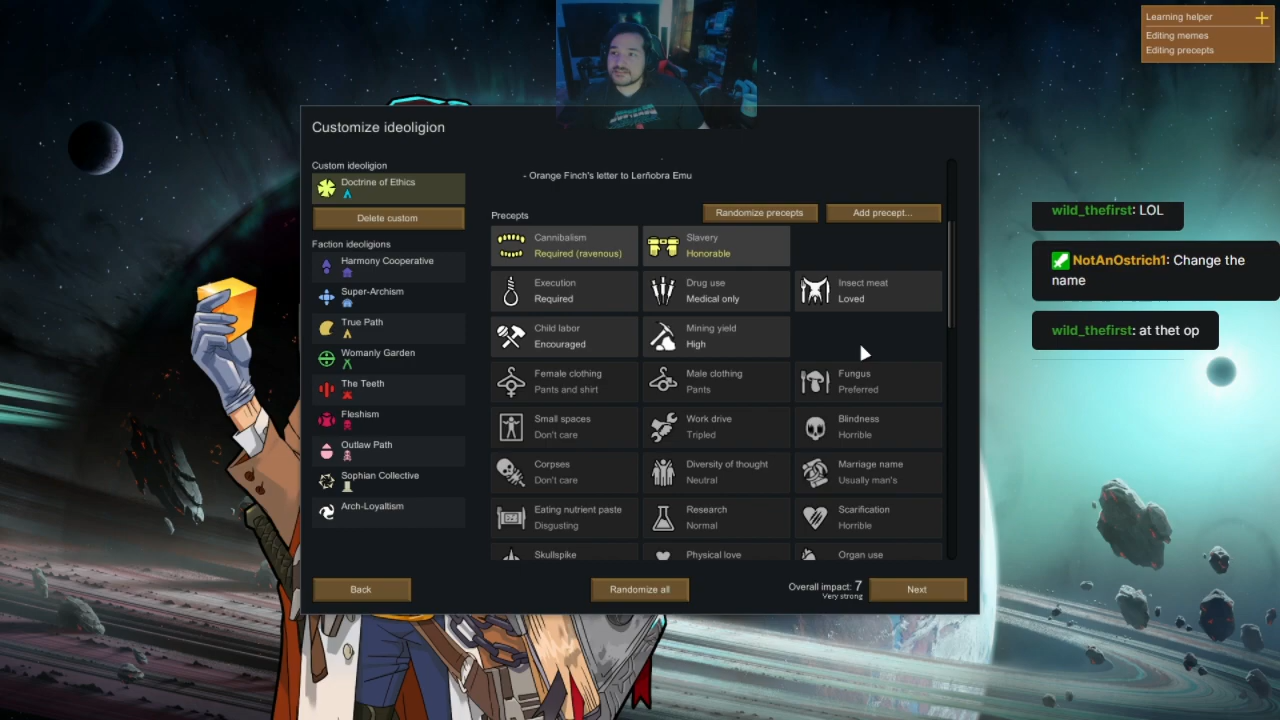 Learning helper
Editing memes
Editing precepts
Customize ideoligion
Custom ideoligion
Doctrine of Ethics
Delete custom
Faction ideoligions
Harmony Cooperative
Super-Archism
True Path
Womanly Garden
The Teeth
Fleshism
Outlaw Path
Sophian Collective
Arch-Loyaltism
- Orange Finch's letter to Lerñobra Emu
Precepts
Randomize precepts
Add precept...
Cannibalism
Required (ravenous)
Slavery
Honorable
Execution
Required
Drug use
Medical only
Insect meat
Loved
Child labor
Encouraged
Mining yield
High
Female clothing
Pants and shirt
Male clothing
Pants
Fungus
Preferred
Small spaces
Don't care
Work drive
Tripled
Blindness
Horrible
Corpses
Don't care
Diversity of thought
Neutral
Marriage name
Usually man's
Eating nutrient paste
Disgusting
Research
Normal
Scarification
Horrible
Skullspike
Physical love
Organ use
Back
Randomize all
Overall impact: 7
Very strong
Next
wild_thefirst: LOL
NotAnOstrich1: Change the
name
wild_thefirst: at thet op